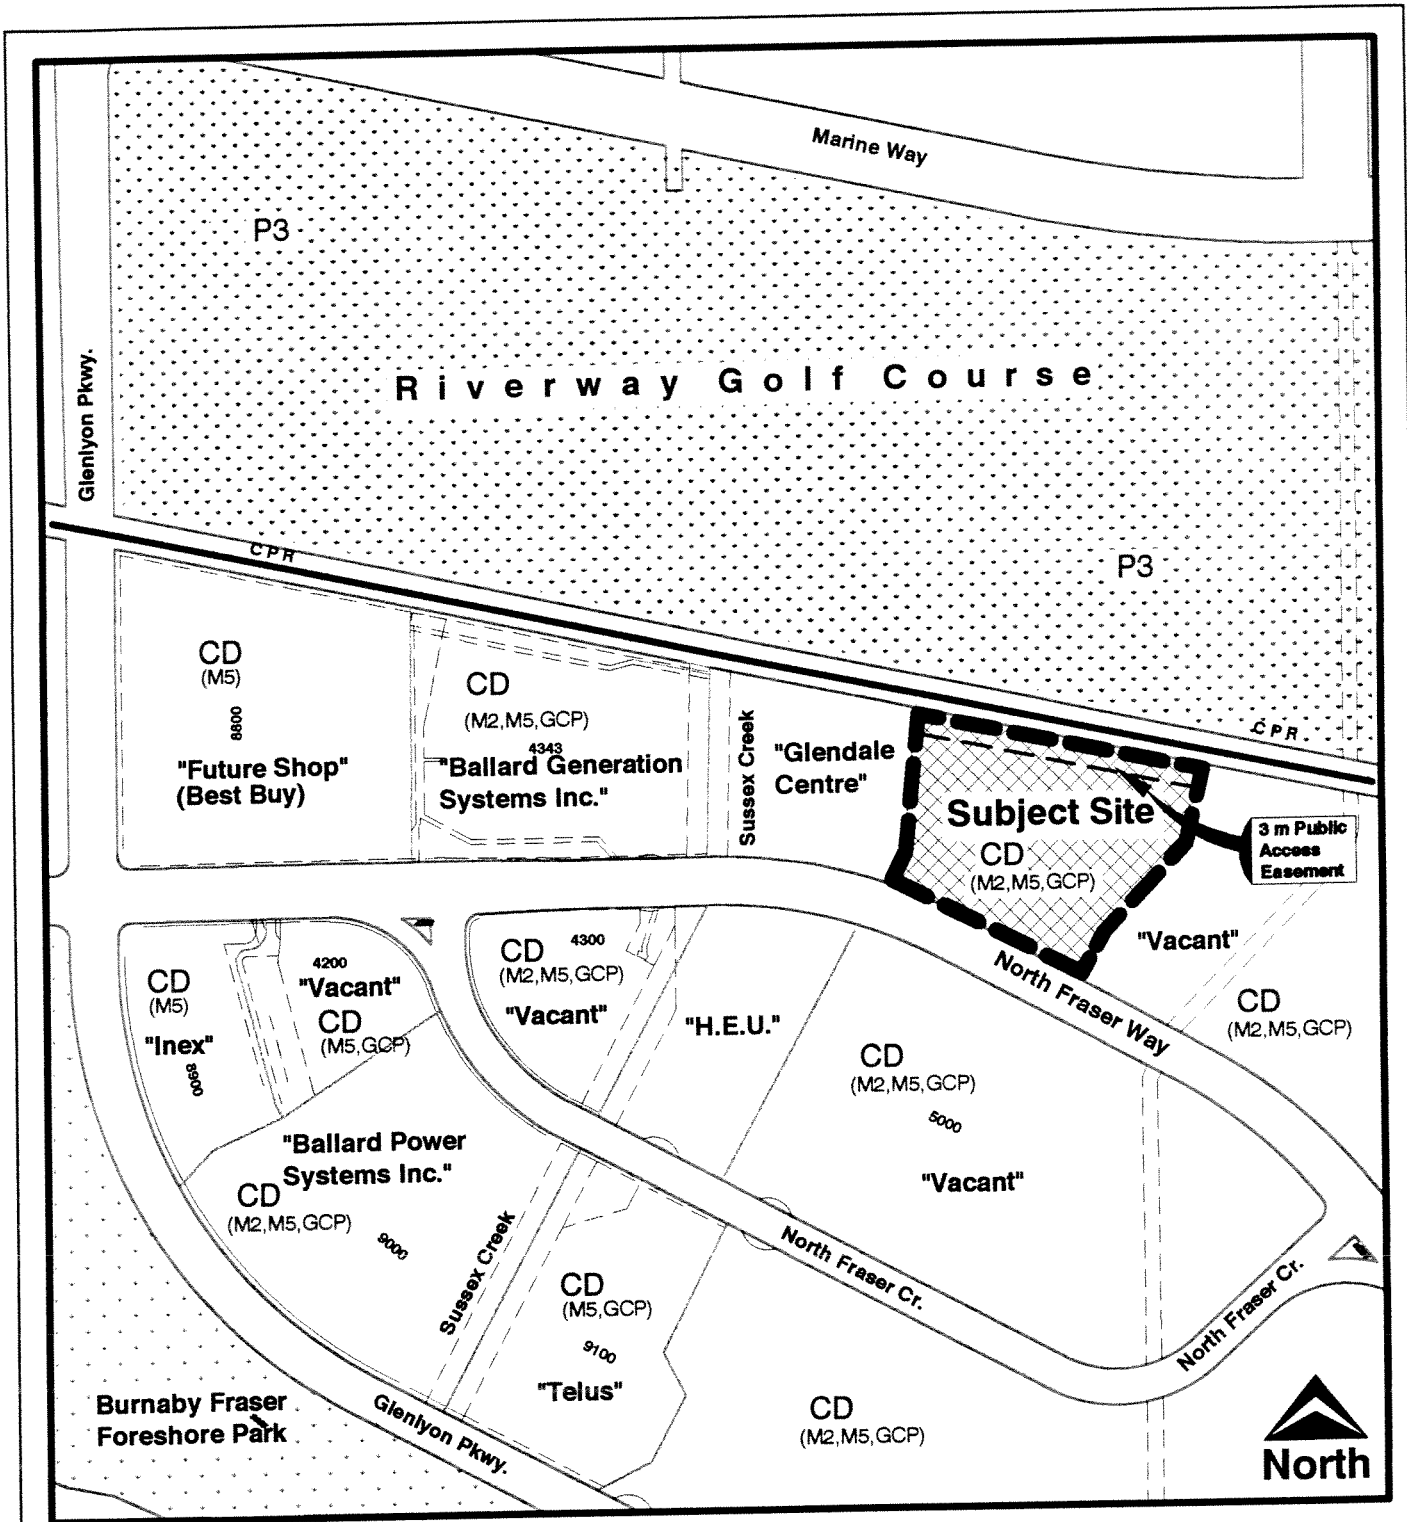 Marine Way
P3
Riverway Golf Course
Glenlyon Pkwy.
CPR
P3
CPR
CD
(M5)
8800
"Future Shop"
(Best Buy)
CD
(M2,M5,GCP)
4343
"Ballard Generation
Systems Inc."
Sussex Creek
"Glendale
Centre"
Subject Site
CD
(M2,M5,GCP)
3 m Public
Access
Easement
"Vacant"
CD
(M2,M5,GCP)
North Fraser Way
CD
(M5)
"Inex"
8900
4200
"Vacant"
CD
(M5,GCP)
CD
4300
(M2,M5,GCP)
"Vacant"
"H.E.U."
CD
(M2,M5,GCP)
5000
"Vacant"
"Ballard Power
Systems Inc."
CD
(M2,M5,GCP)
9000
Sussex Creek
CD
(M5,GCP)
9100
"Telus"
North Fraser Cr.
North Fraser Cr.
CD
(M2,M5,GCP)
Burnaby Fraser
Foreshore Park
Glenlyon Pkwy.
North